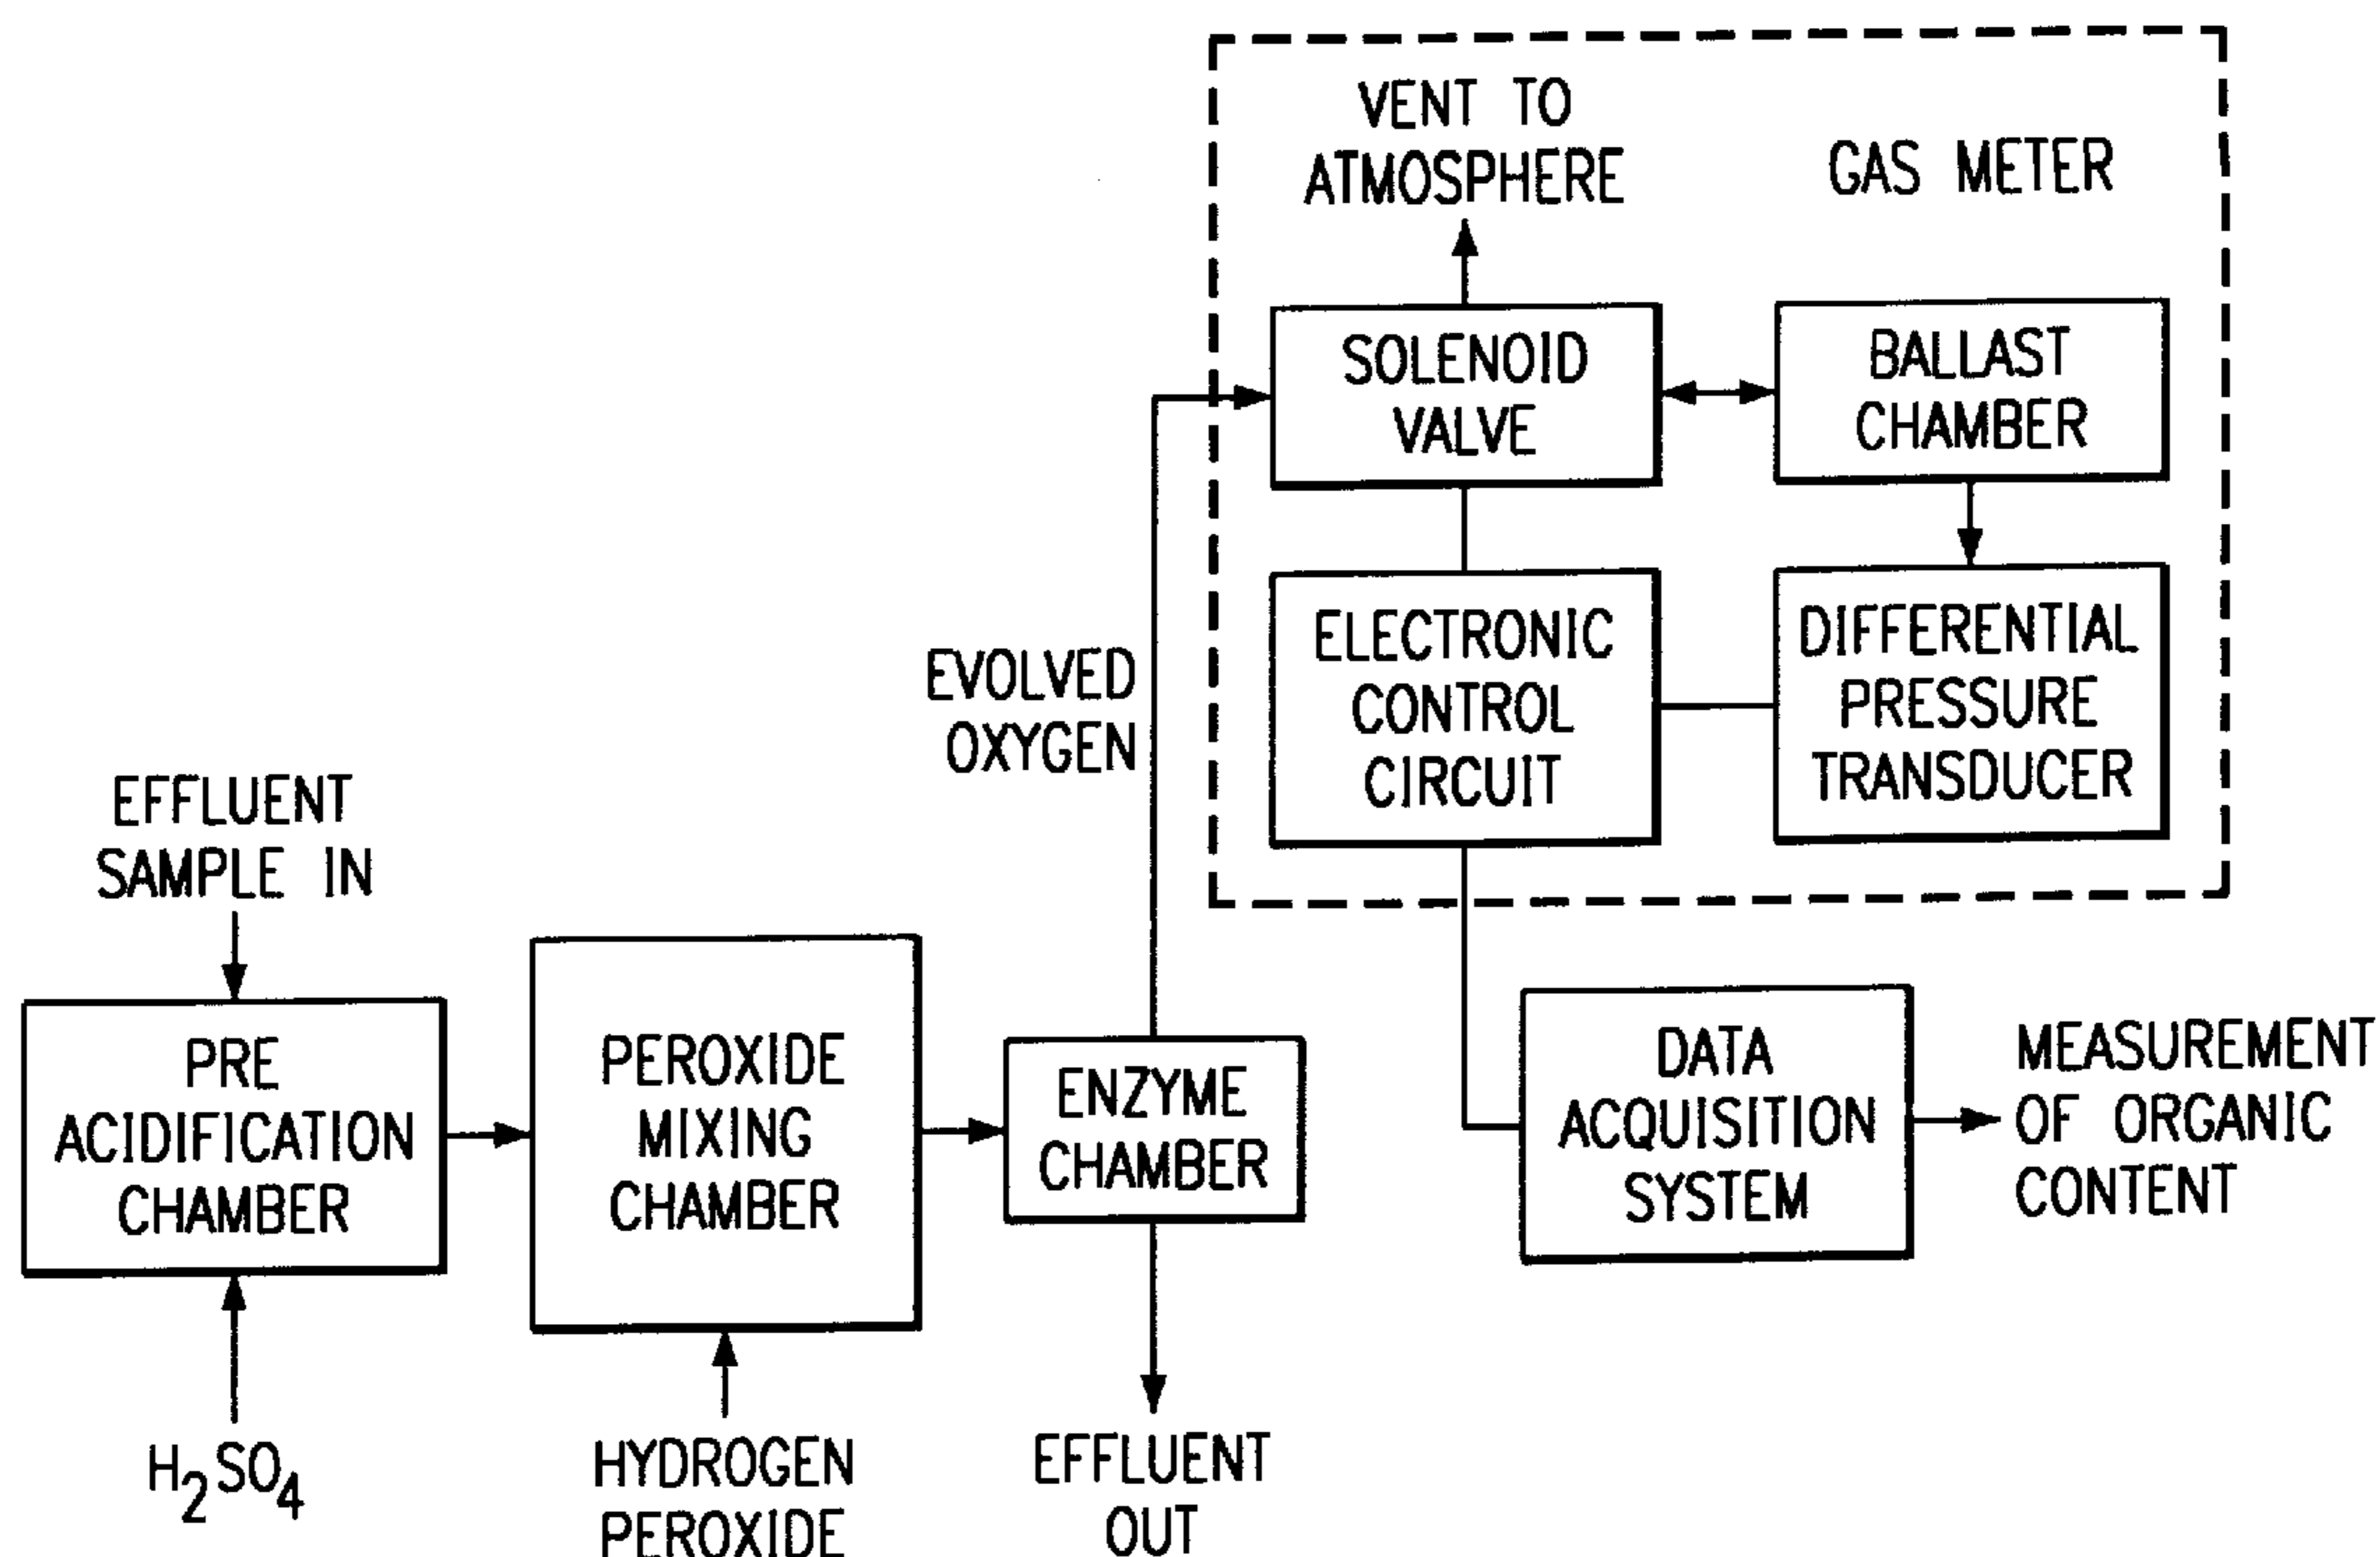 VENT TO
ATMOSPHERE
GAS METER
SOLENOID
VALVE
BALLAST
CHAMBER
ELECTRONIC
CONTROL
CIRCUIT
DIFFERENTIAL
PRESSURE
TRANSDUCER
EVOLVED
OXYGEN
EFFLUENT
SAMPLE IN
PRE
ACIDIFICATION
CHAMBER
PEROXIDE
MIXING
CHAMBER
ENZYME
CHAMBER
DATA
ACQUISITION
SYSTEM
MEASUREMENT
OF ORGANIC
CONTENT
H2SO4
HYDROGEN
PEROXIDE
EFFLUENT
OUT